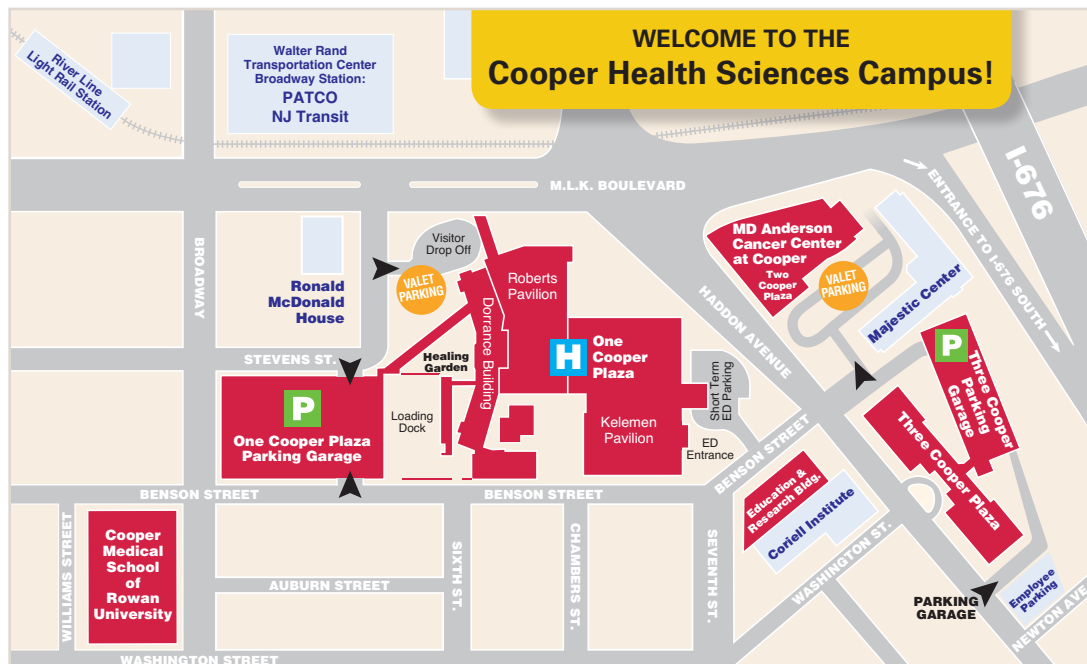 WELCOME TO THE
Cooper Health Sciences Campus!
River Line
Light Rail Station
Walter Rand
Transportation Center
Broadway Station:
PATCO
NJ Transit
I-676
ENTRANCE TO I-676 SOUTH
M.L.K. BOULEVARD
BROADWAY
Visitor
Drop Off
VALET
PARKING
Ronald
McDonald
House
Roberts
Pavilion
Dorrance Building
MD Anderson
Cancer Center
at Cooper
Two
Cooper
Plaza
VALET
PARKING
Majestic Center
HADDON AVENUE
STEVENS ST.
Healing
Garden
H
One
Cooper
Plaza
P
Three Cooper
Parking
Garage
P
One Cooper Plaza
Parking Garage
Loading
Dock
Kelemen
Pavilion
Short Term
ED Parking
ED
Entrance
Three Cooper Plaza
BENSON STREET
BENSON STREET
BENSON STREET
Education &
Research Bldg.
Coriell Institute
WILLIAMS STREET
Cooper
Medical
School
of
Rowan
University
AUBURN STREET
SIXTH ST.
CHAMBERS ST.
SEVENTH ST.
WASHINGTON ST.
PARKING
GARAGE
Employee
Parking
NEWTON AVE
WASHINGTON STREET